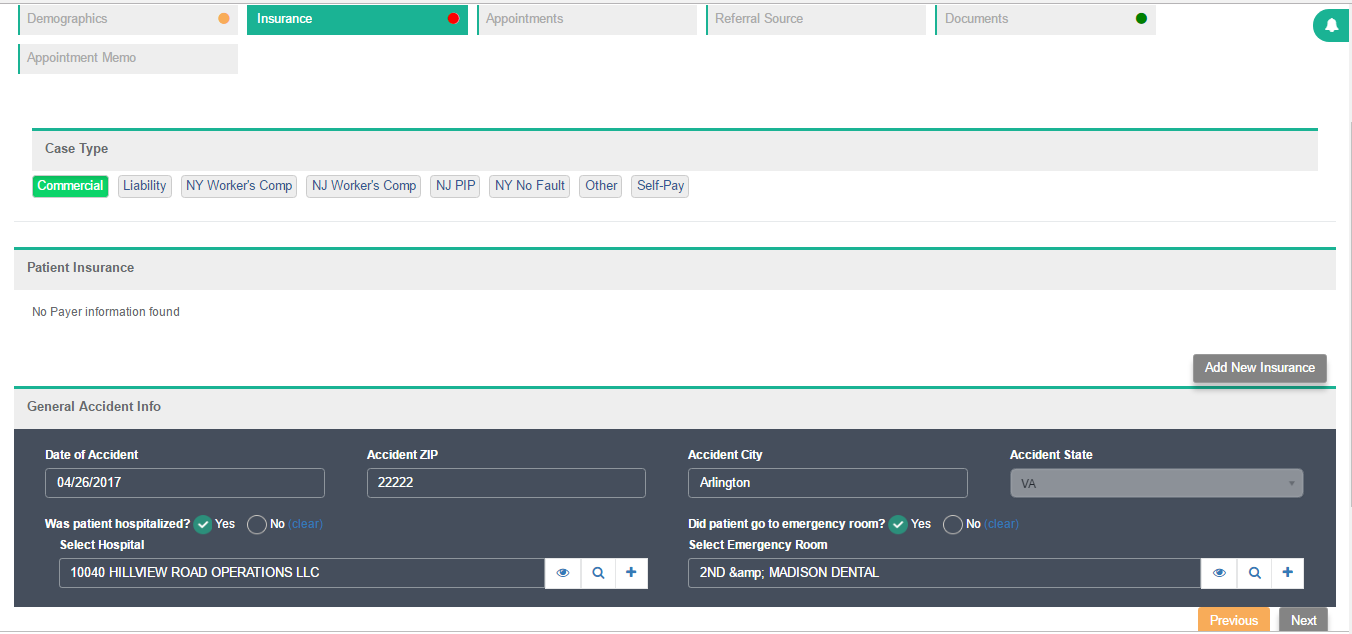 Demographics Insurance Appointments Referral Source Documents
Appointment Memo
Case Type
Commercial Liability NY Worker's Comp NJ Worker's Comp NJ PIP NY No Fault Other Self-Pay
Patient Insurance
No Payer information found
Add New Insurance
General Accident Info
Date of Accident Accident ZIP Accident City Accident State
04/26/2017 22222 Arlington VA
Was patient hospitalized? Yes No (clear) Did patient go to emergency room? Yes No (clear)
Select Hospital Select Emergency Room
10040 HILLVIEW ROAD OPERATIONS LLC 2ND &amp; MADISON DENTAL
Previous Next